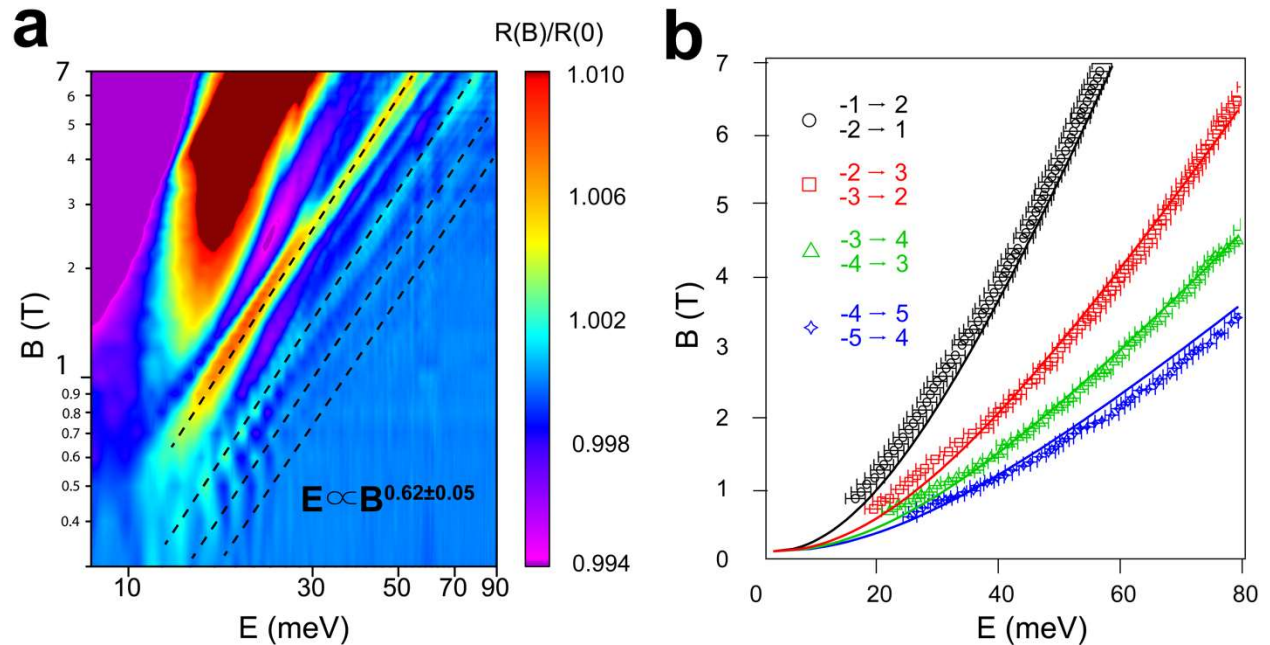 a
R(B)/R(0)
7
6
5
4
3
2
1
0.9
0.8
0.7
0.6
0.5
0.4
B (T)
10
30
50
70
90
E (meV)
E ∝ B^0.62±0.05
1.010
1.006
1.002
0.998
0.994
b
7
6
5
4
3
2
1
0
B (T)
-1 → 2
-2 → 1
-2 → 3
-3 → 2
-3 → 4
-4 → 3
-4 → 5
-5 → 4
0
20
40
60
80
E (meV)